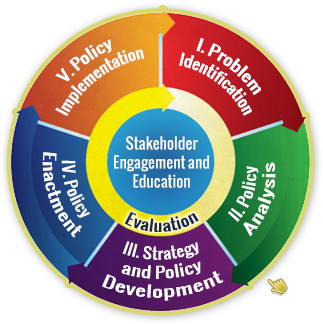 I. Problem
Identification
II. Policy
Analysis
III. Strategy
and Policy
Development
IV. Policy
Enactment
V. Policy
Implementation
Stakeholder
Engagement and
Education
Evaluation